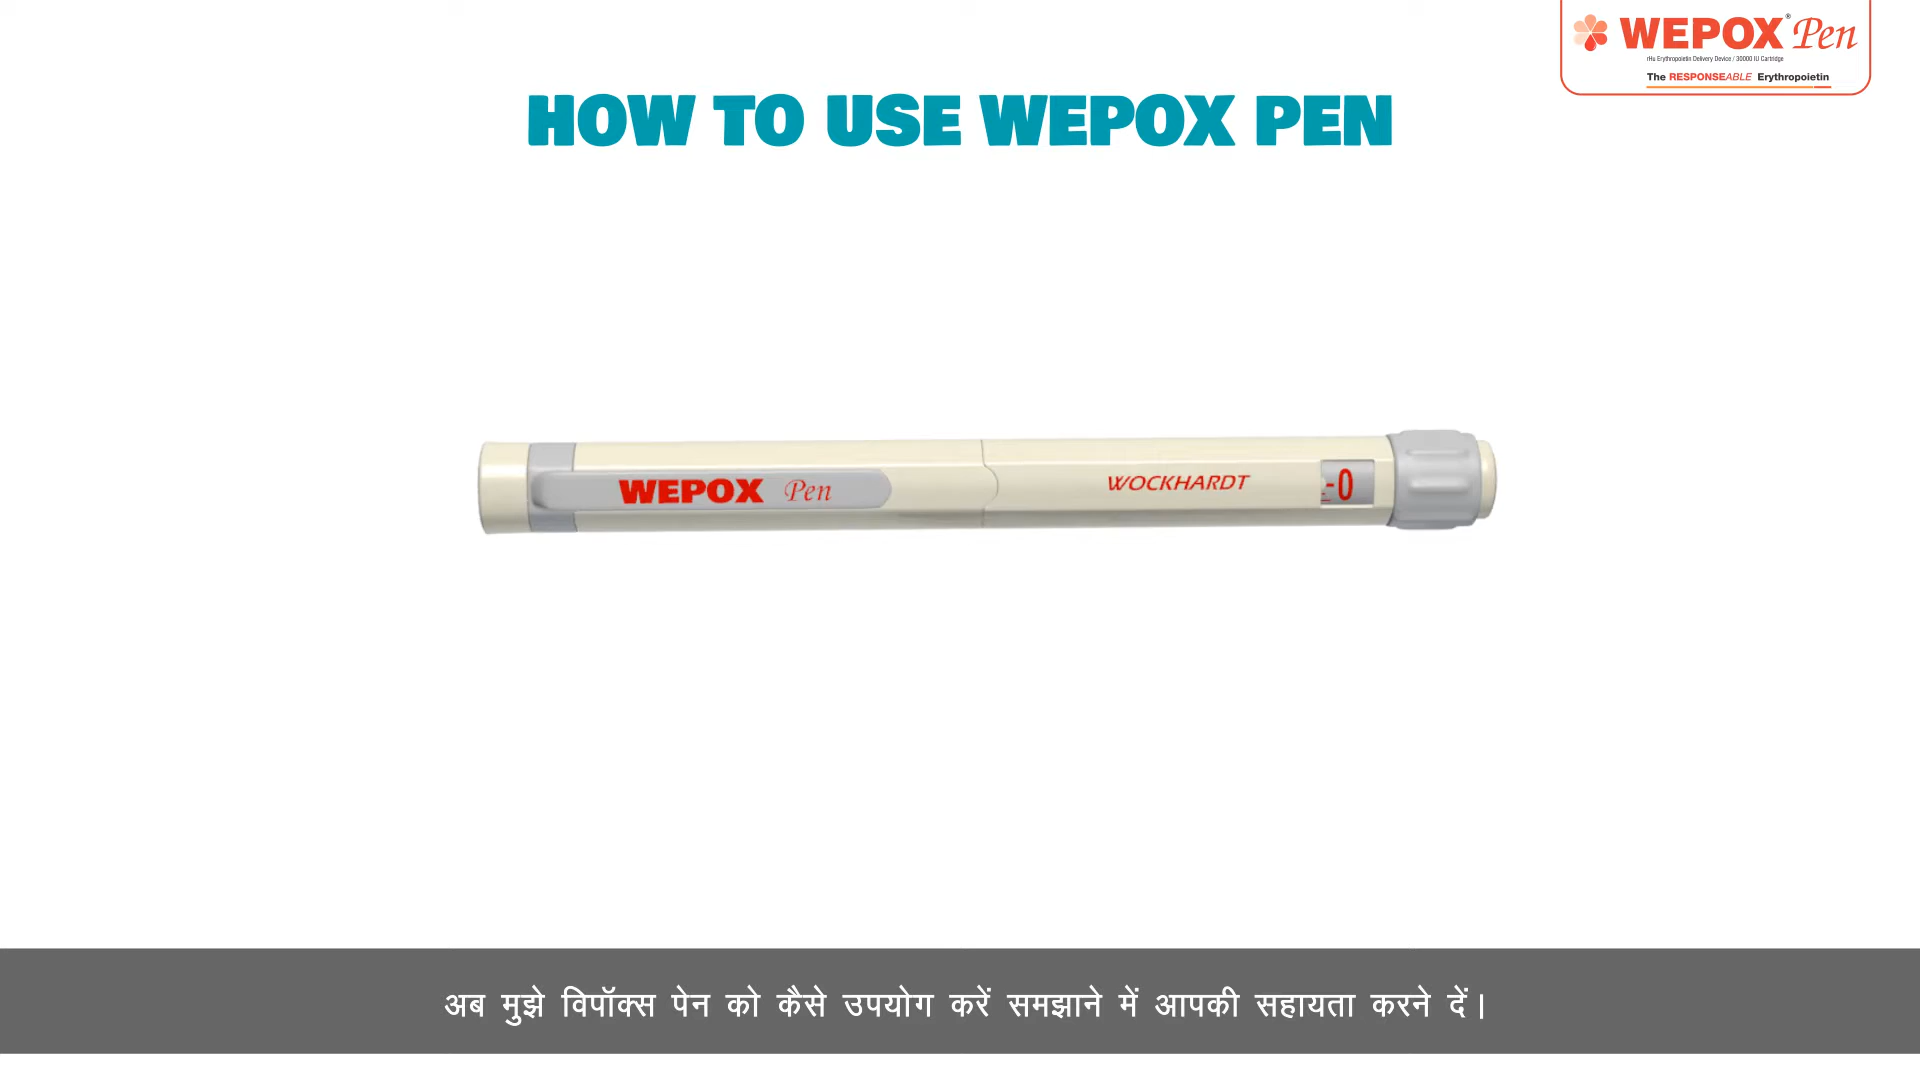 WEPOX® Pen
rHu Erythropoietin Delivery Device / 30000 IU Cartridge
The RESPONSEABLE Erythropoietin
HOW TO USE WEPOX PEN
WEPOX Pen
WOCKHARDT
-0
अब मुझे विपॉक्स पेन को कैसे उपयोग करें समझाने में आपकी सहायता करने दें।